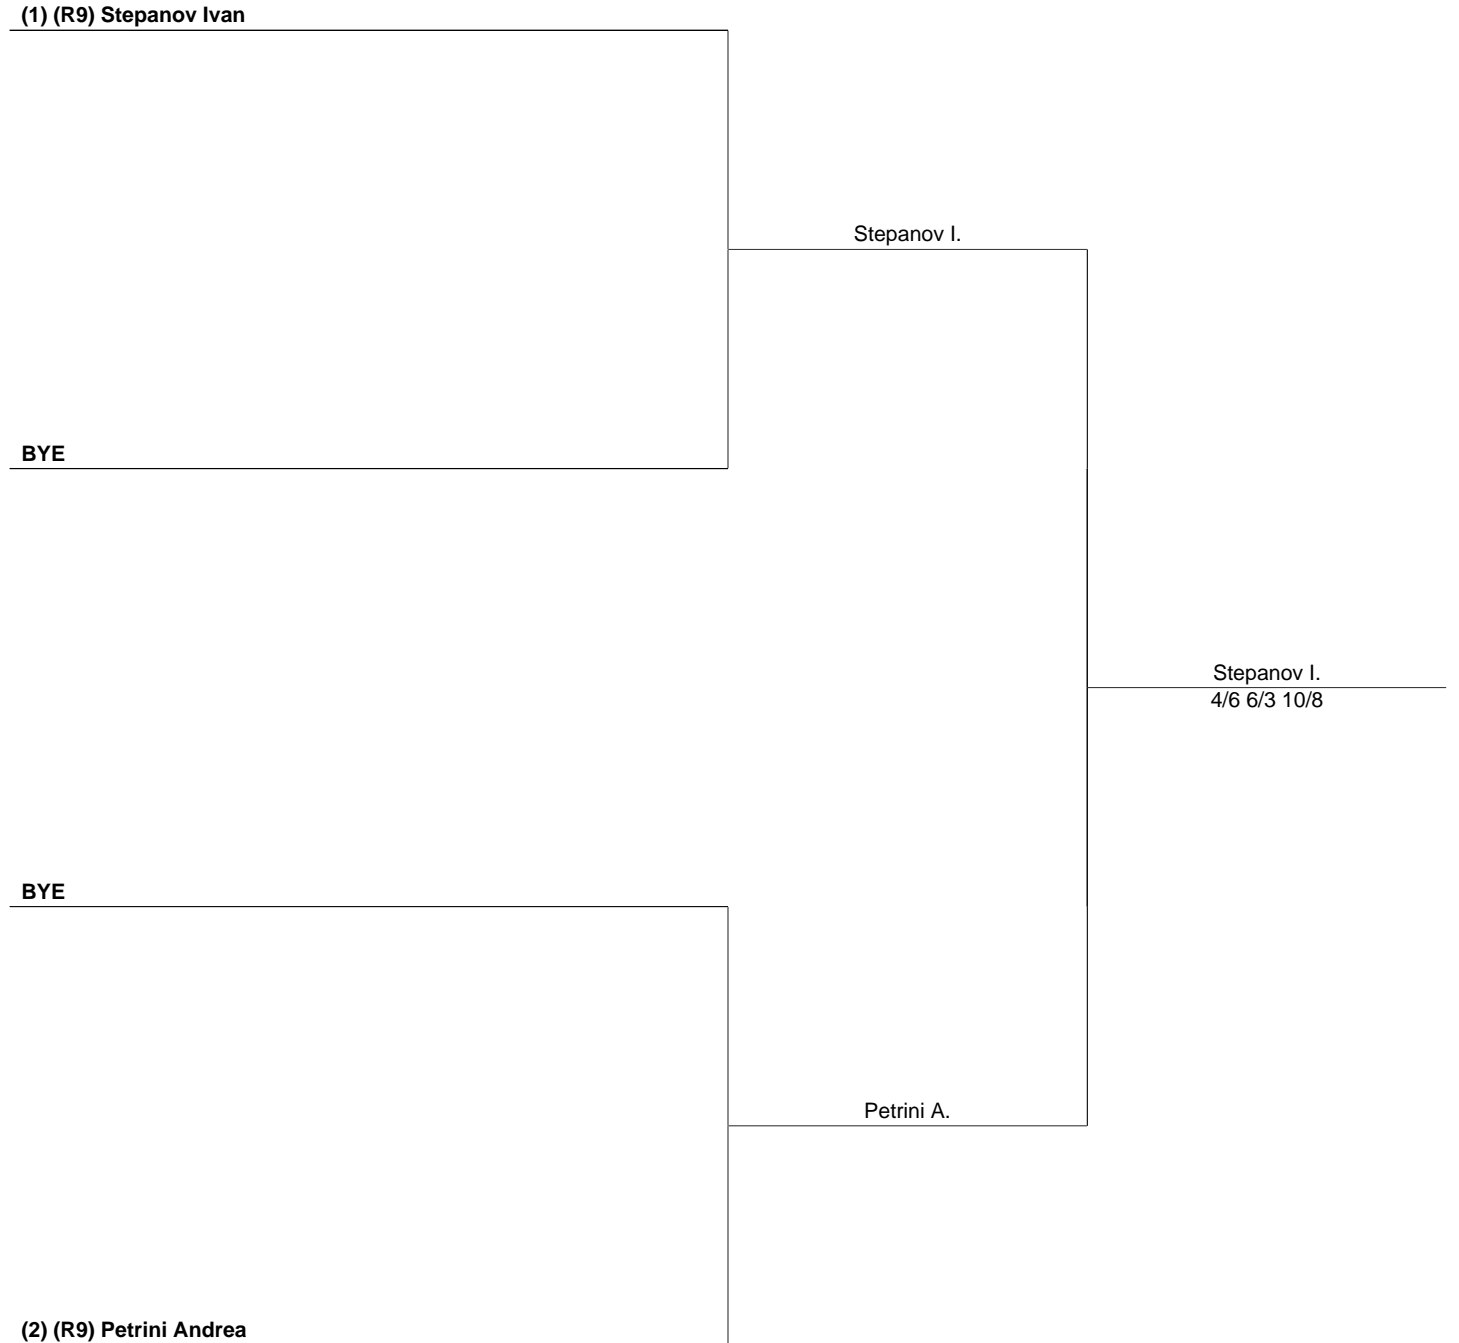 (1) (R9) Stepanov Ivan
Stepanov I.
BYE
Stepanov I.
4/6 6/3 10/8
BYE
Petrini A.
(2) (R9) Petrini Andrea